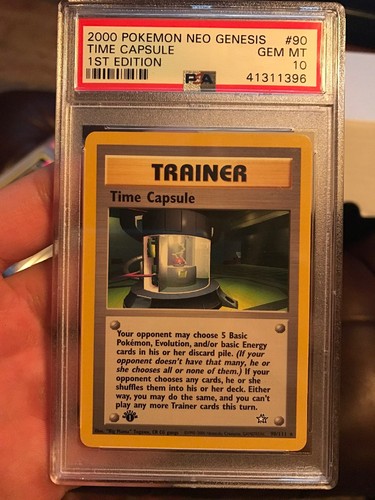 2000 POKEMON NEO GENESIS #90
TIME CAPSULE GEM MT
1ST EDITION 10
PSA 41311396
TRAINER
Time Capsule
Your opponent may choose 5 Basic
Pokémon, Evolution, and/or basic Energy
cards in his or her discard pile. (If your
opponent doesn't have that many, he or
she chooses all or none of them.) If your
opponent chooses any cards, he or she
shuffles them into his or her deck. Either
way, you may do the same, and you can't
play any more Trainer cards this turn.